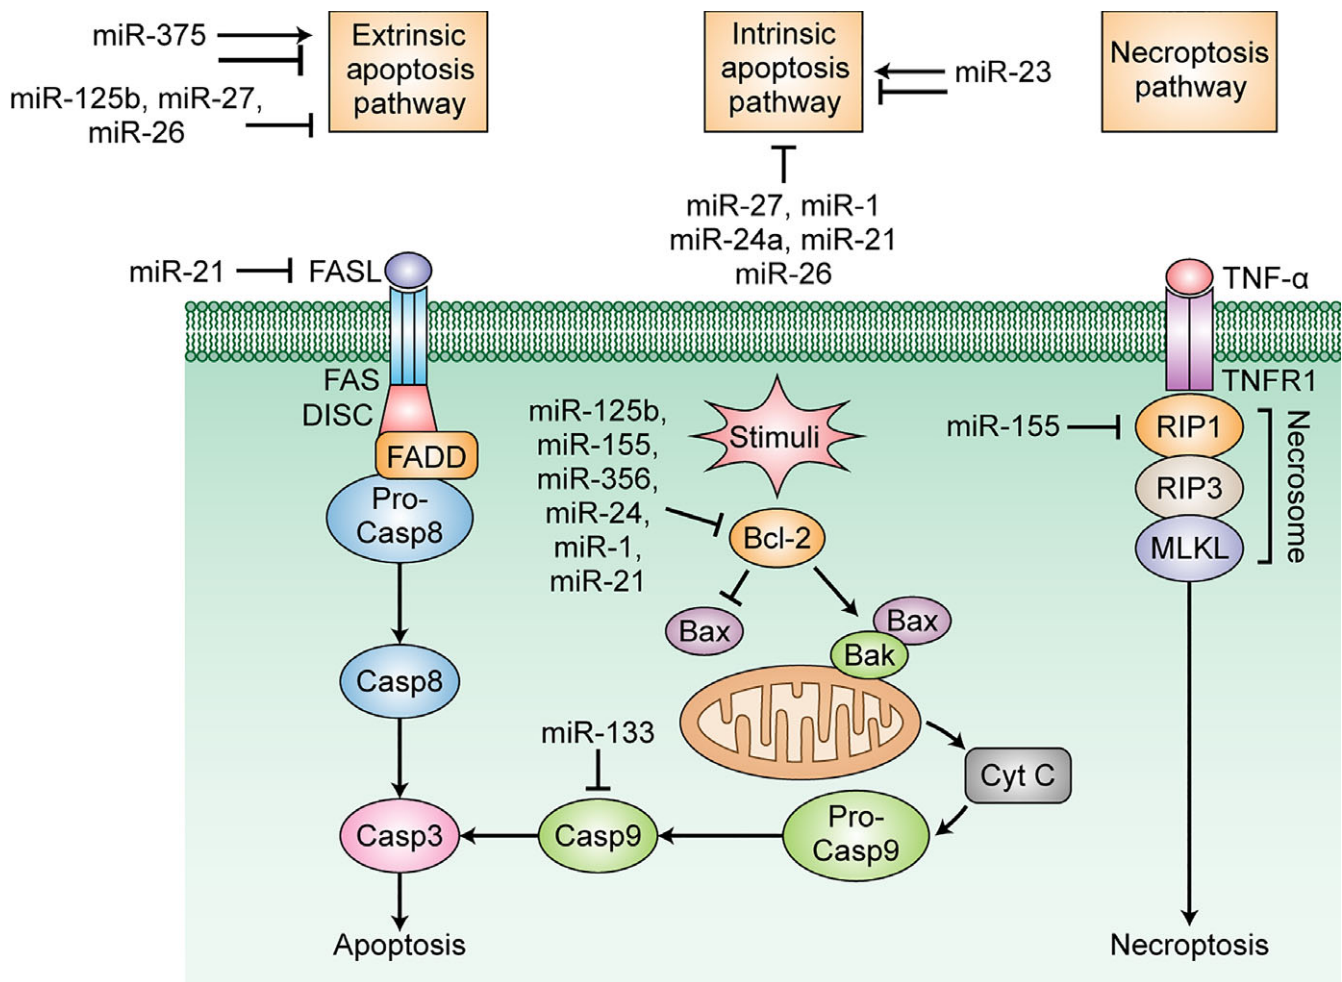 miR-375
Extrinsic
apoptosis
pathway
miR-125b, miR-27,
miR-26
Intrinsic
apoptosis
pathway
miR-23
Necroptosis
pathway
miR-27, miR-1
miR-24a, miR-21
miR-26
miR-21
FASL
TNF-α
FAS
DISC
FADD
Pro-
Casp8
TNFR1
miR-125b,
miR-155,
miR-356,
miR-24,
miR-1,
miR-21
Stimuli
Bcl-2
miR-155
RIP1
RIP3
MLKL
Necrosome
Bax
Bax
Bak
Casp8
miR-133
Cyt C
Casp3
Casp9
Pro-
Casp9
Apoptosis
Necroptosis